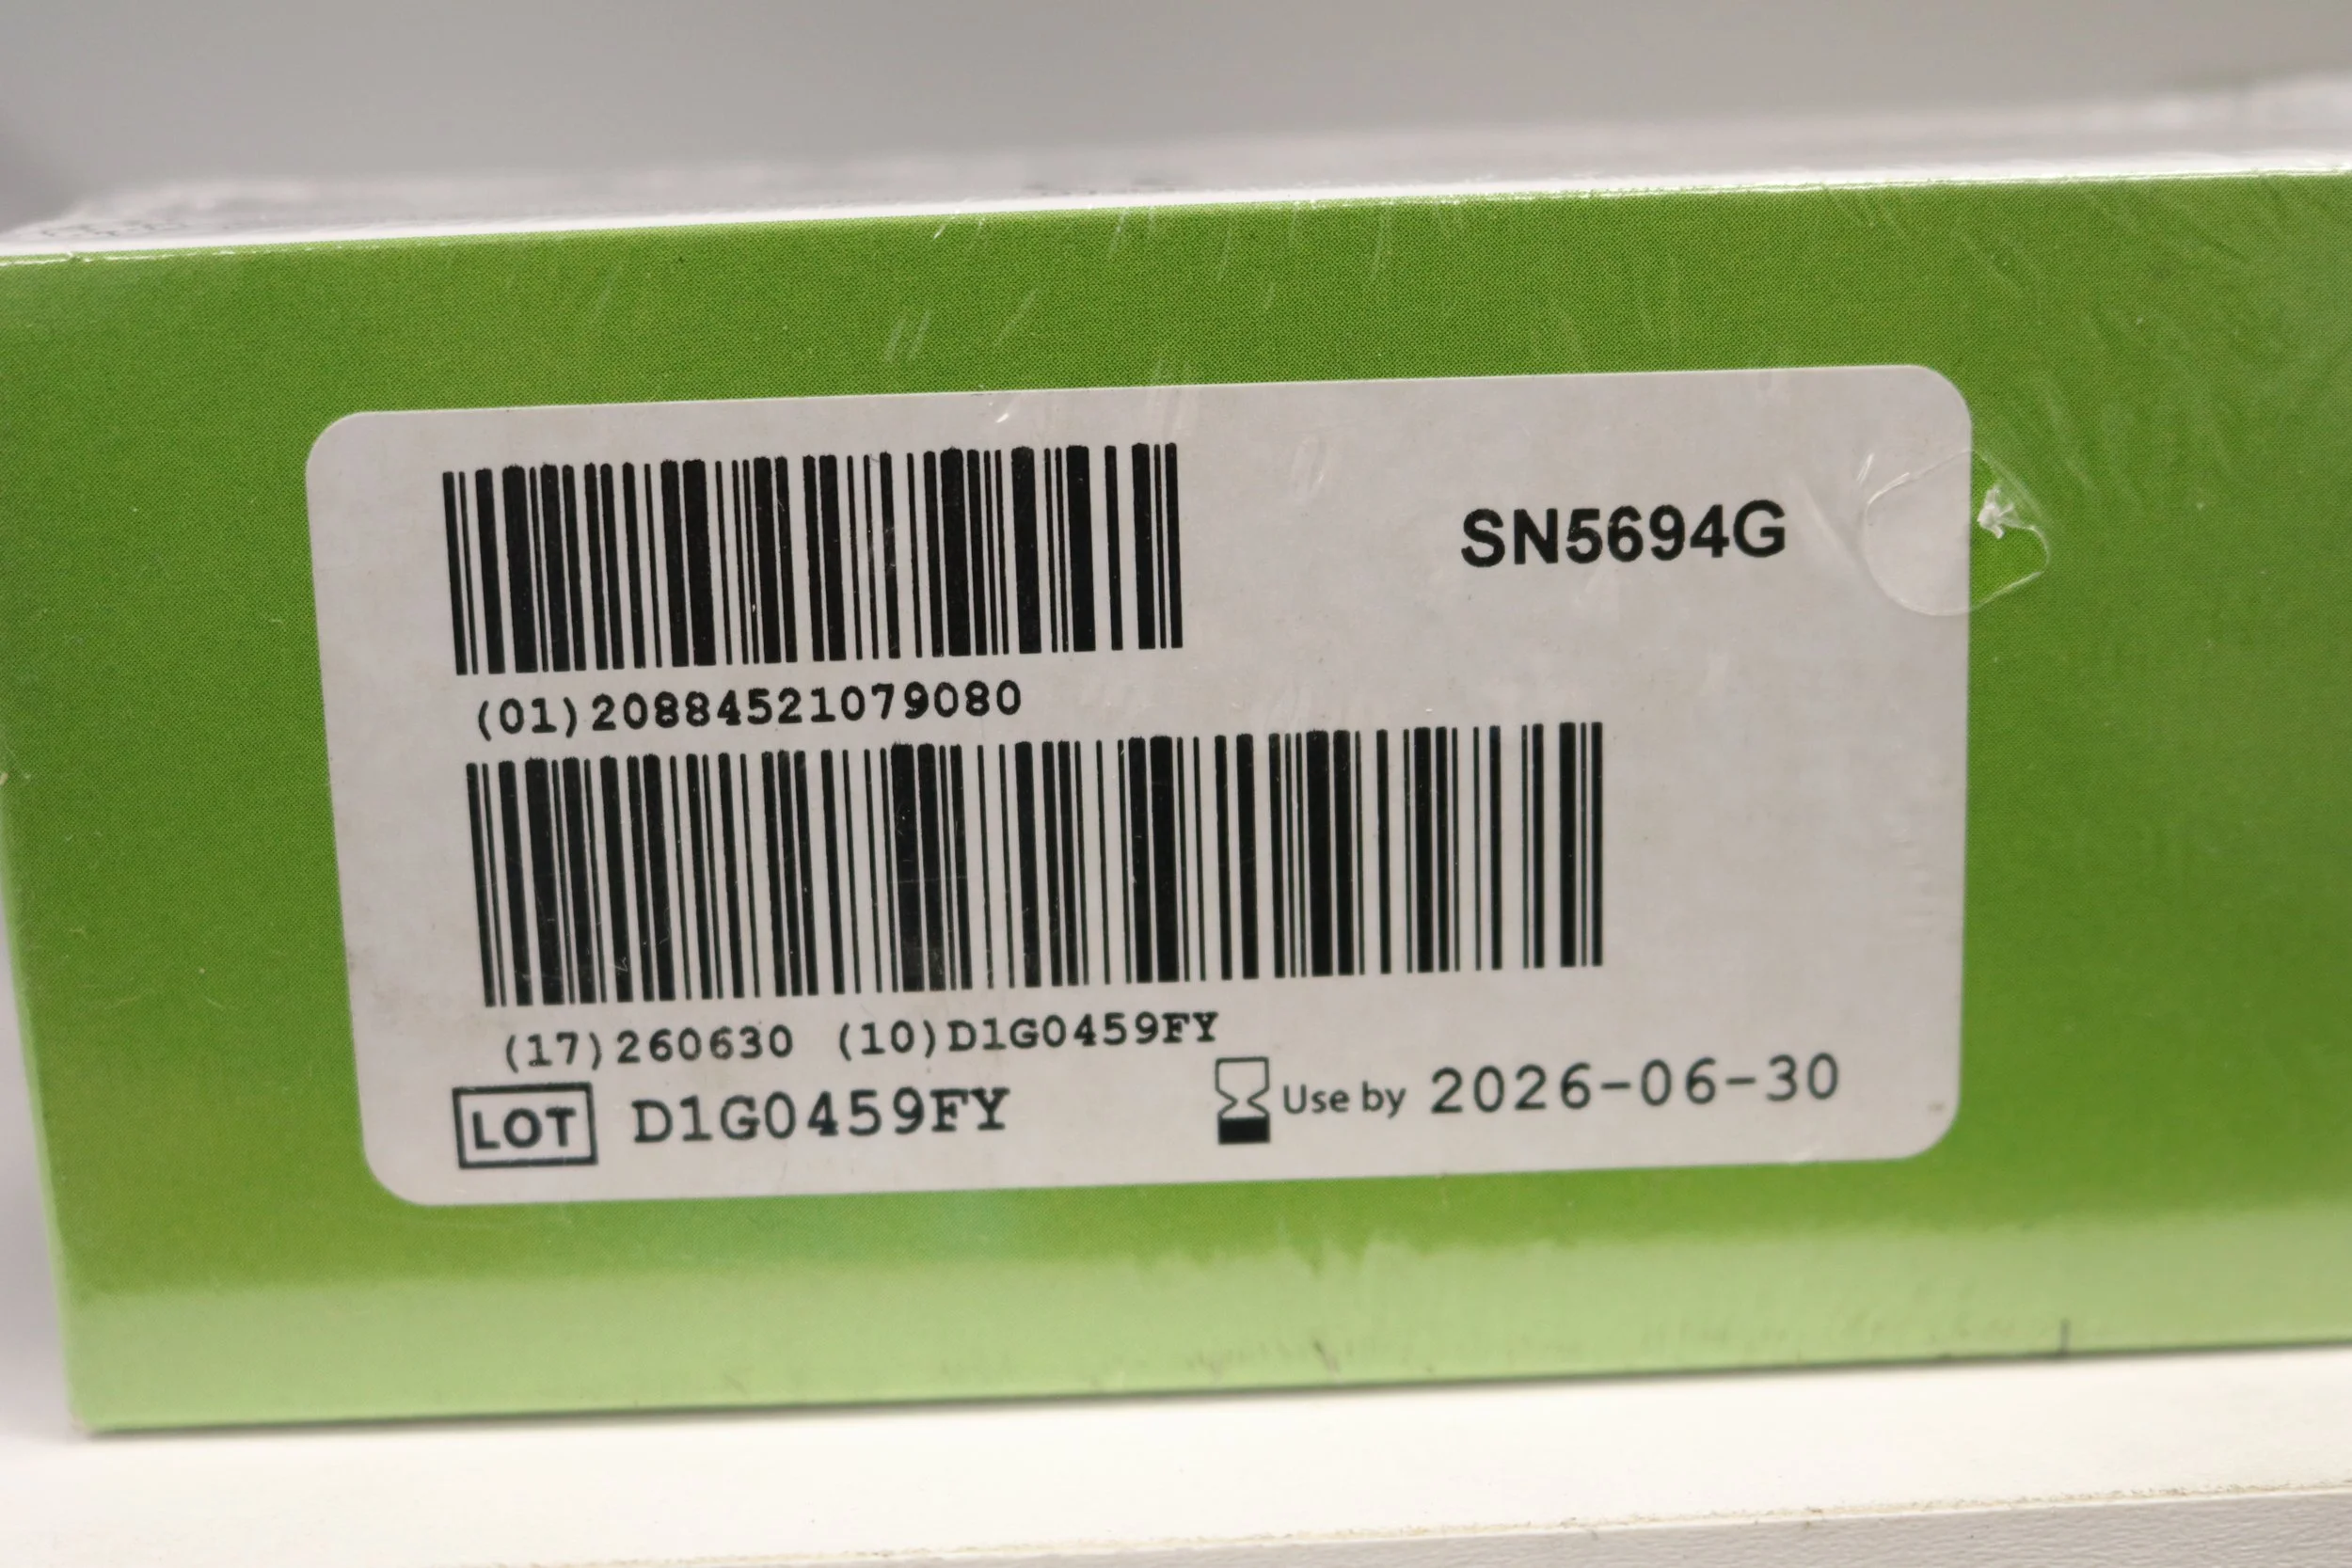 SN5694G
(01)20884521079080
(17)260630 (10)D1G0459FY
LOT D1G0459FY
Use by 2026-06-30